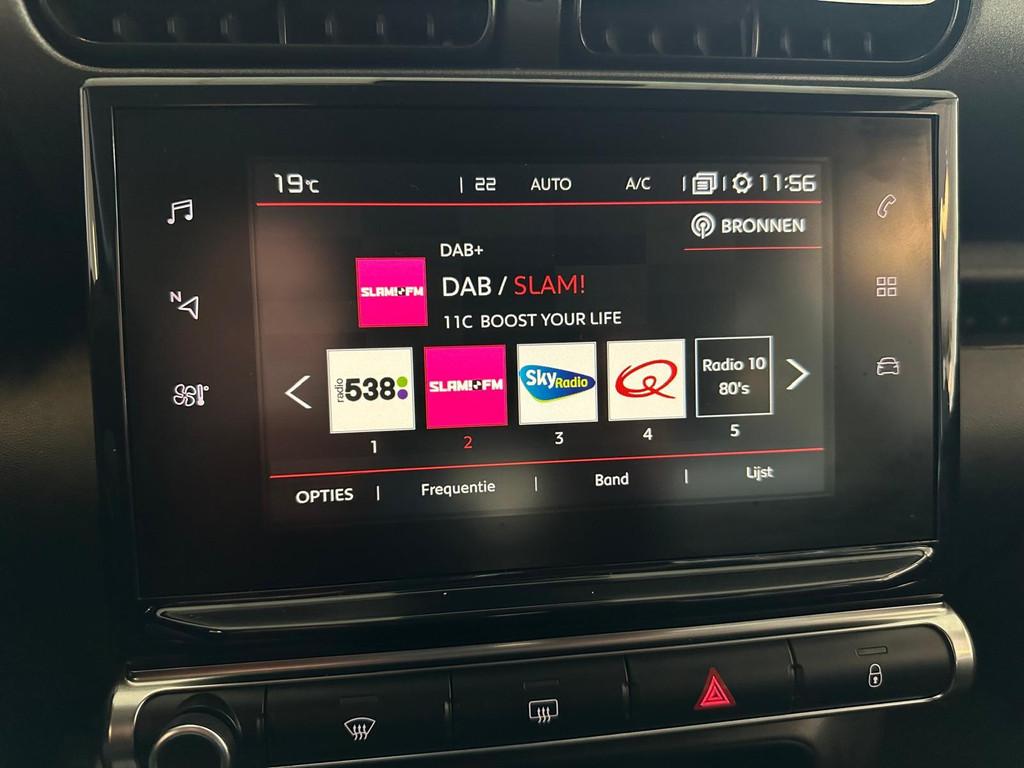 19°C | 22 AUTO A/C 11:56
BRONNEN
DAB+
DAB / SLAM!
SLAM!FM
11C BOOST YOUR LIFE
N
radio 538
SLAM!FM
Sky Radio
Q
Radio 10
80's
1 2 3 4 5
OPTIES | Frequentie | Band | Lijst